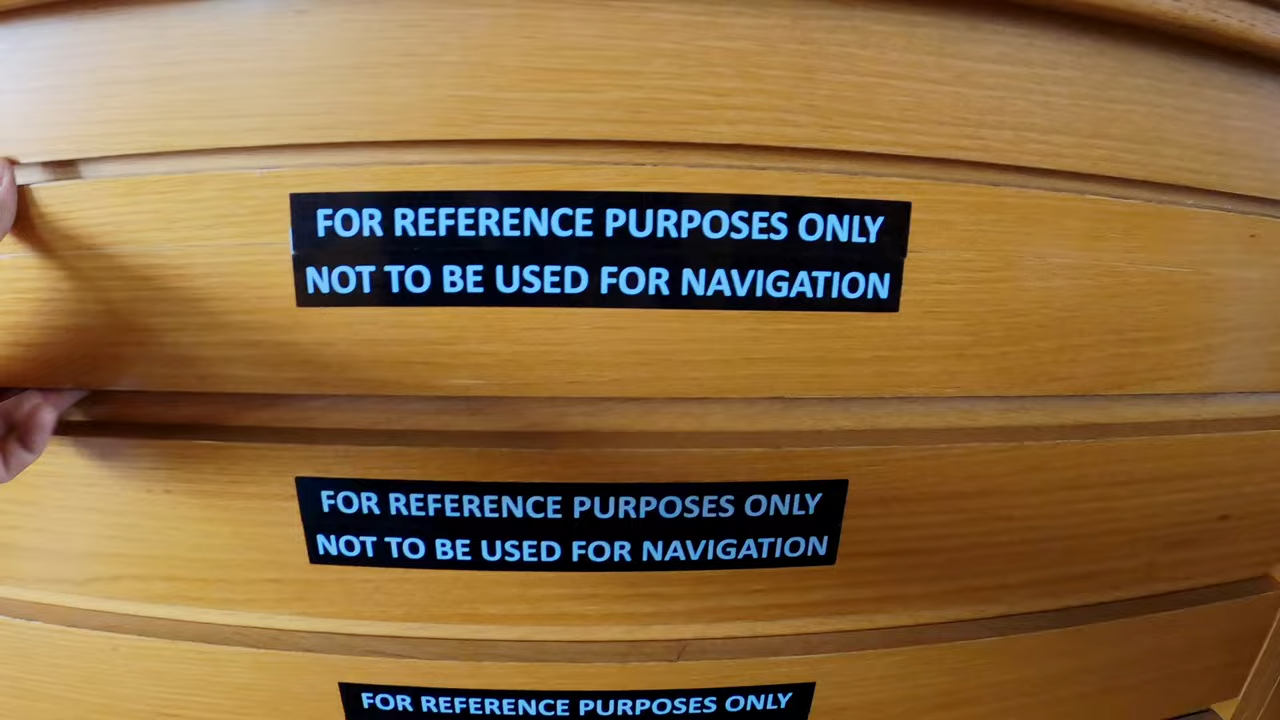 FOR REFERENCE PURPOSES ONLY
NOT TO BE USED FOR NAVIGATION
FOR REFERENCE PURPOSES ONLY
NOT TO BE USED FOR NAVIGATION
FOR REFERENCE PURPOSES ONLY